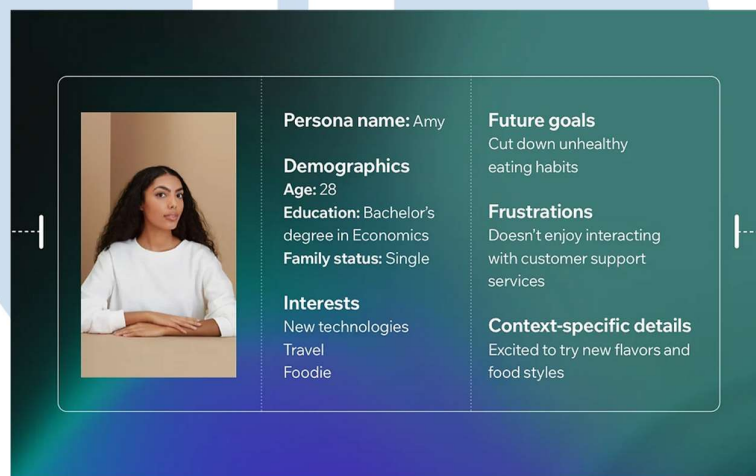 Persona name: Amy
Demographics
Age: 28
Education: Bachelor's
degree in Economics
Family status: Single
Interests
New technologies
Travel
Foodie
Future goals
Cut down unhealthy
eating habits
Frustrations
Doesn't enjoy interacting
with customer support
services
Context-specific details
Excited to try new flavors and
food styles